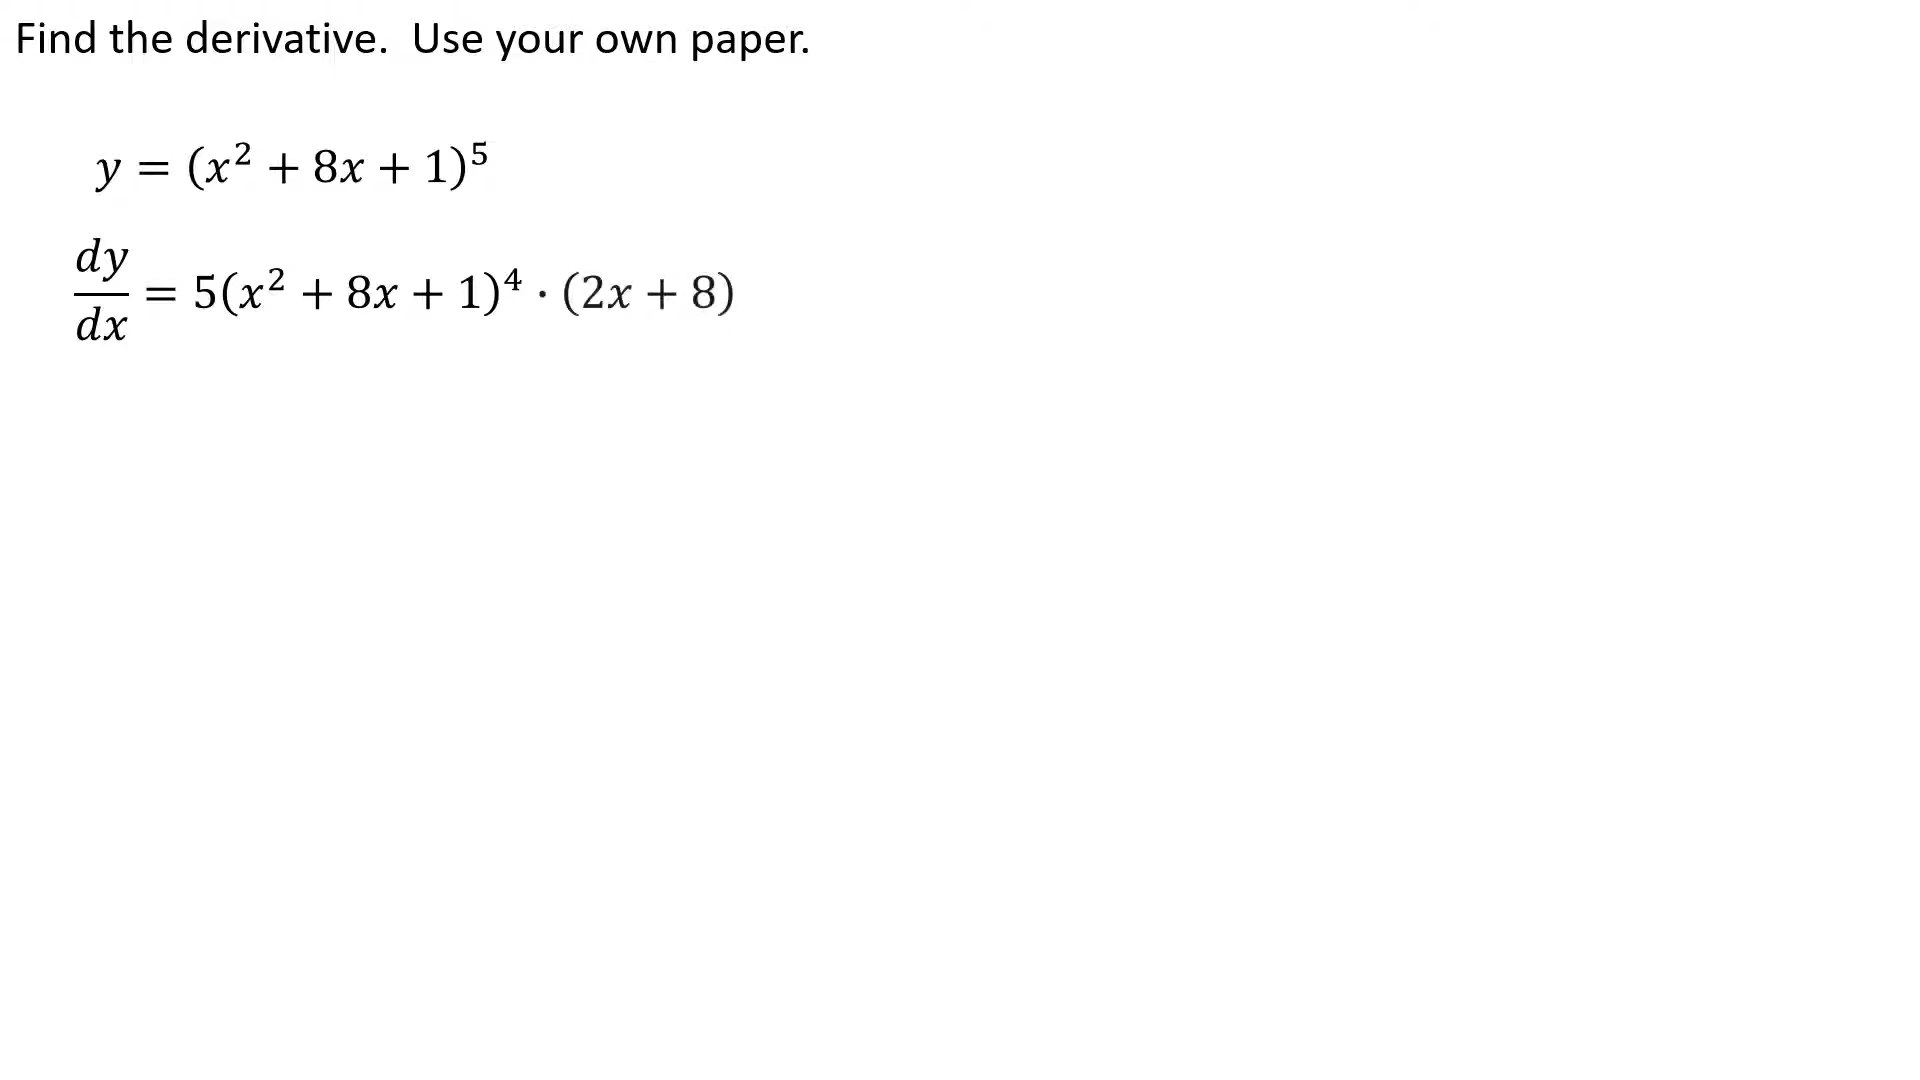 Find the derivative. Use your own paper.
y = (x² + 8x + 1)⁵
dy/dx = 5(x² + 8x + 1)⁴ · (2x + 8)